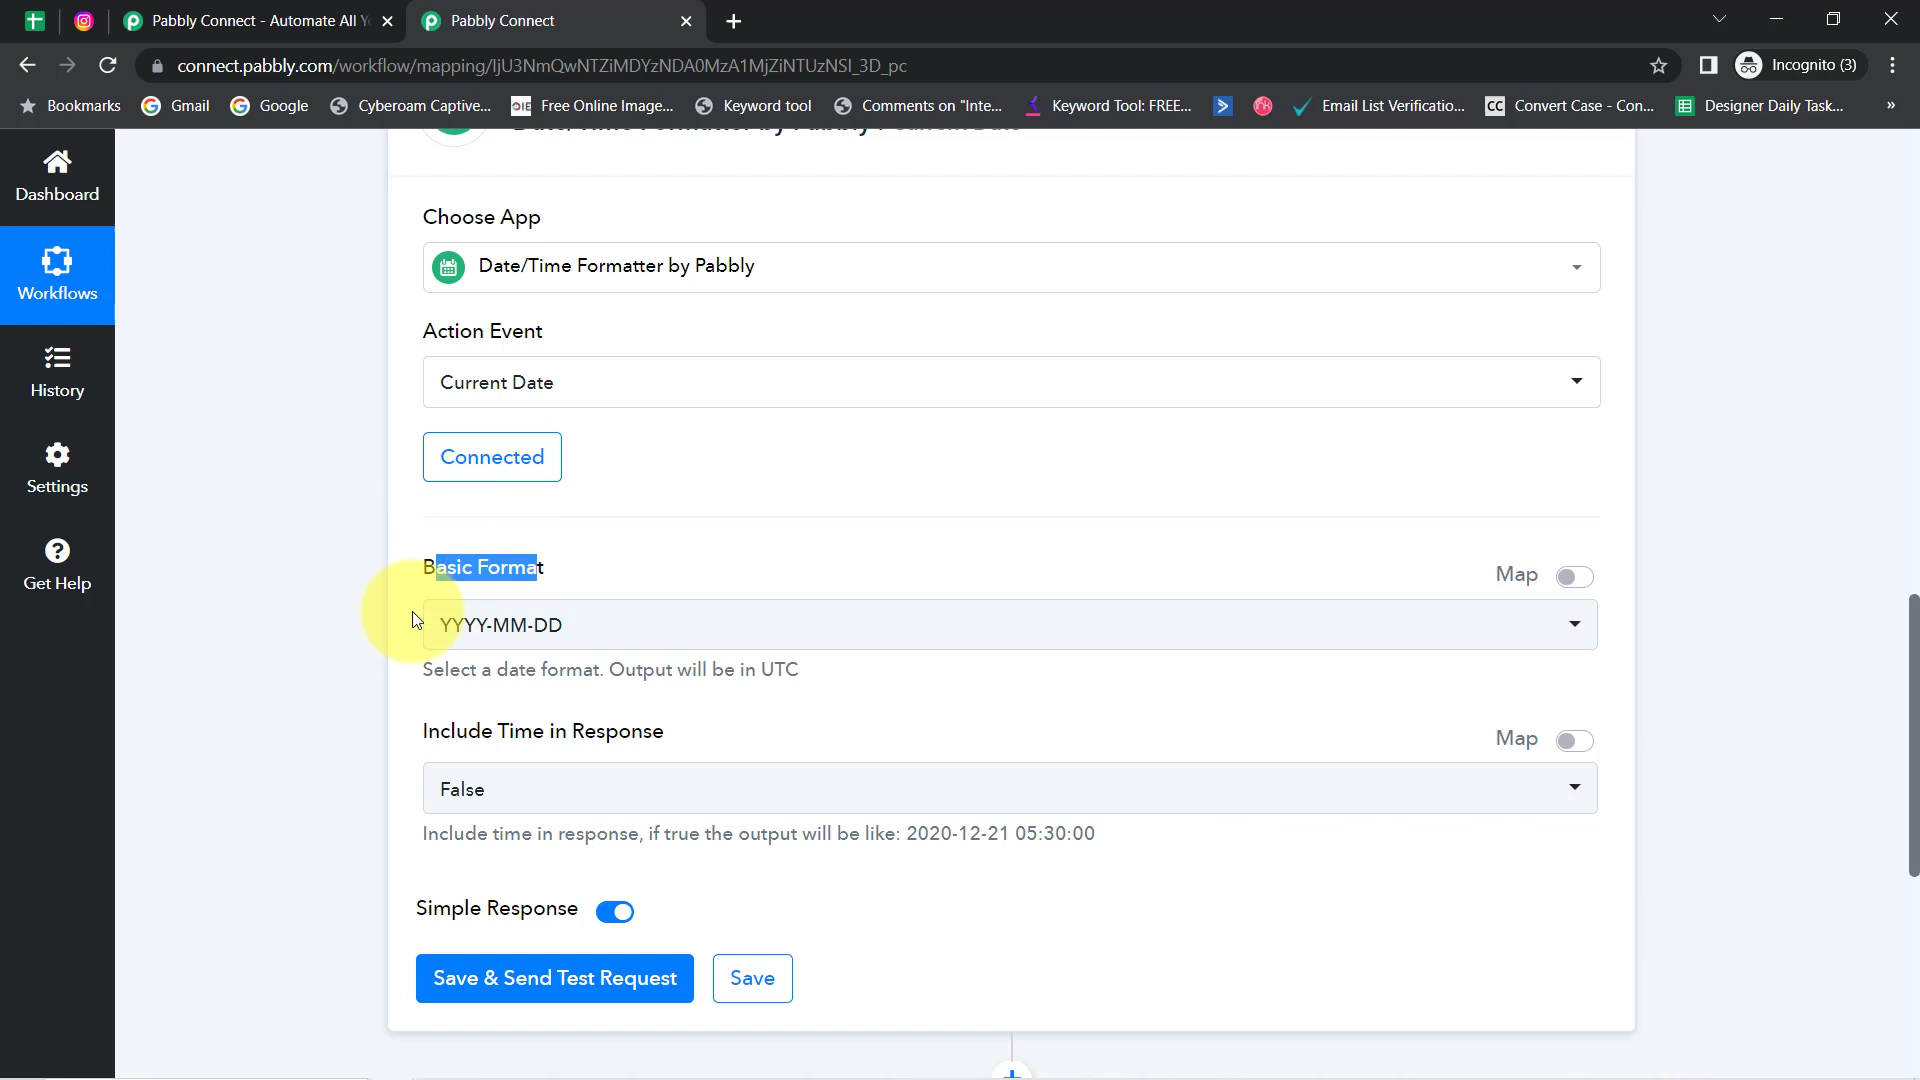 Pabbly Connect - Automate All Y
Pabbly Connect
connect.pabbly.com/workflow/mapping/IjU3NmQwNTZiMDYzNDA0MzA1MjZiNTUzNSI_3D_pc
Incognito (3)
Bookmarks
Gmail
Google
Cyberoam Captive...
Free Online Image...
Keyword tool
Comments on "Inte...
Keyword Tool: FREE...
Email List Verificatio...
Convert Case - Con...
Designer Daily Task...
»
Date/Time Formatter by Pabbly : Current Date
Dashboard
Workflows
History
Settings
Get Help
Choose App
Date/Time Formatter by Pabbly
Action Event
Current Date
Connected
Basic Format
Map
YYYY-MM-DD
Select a date format. Output will be in UTC
Include Time in Response
Map
False
Include time in response, if true the output will be like: 2020-12-21 05:30:00
Simple Response
Save & Send Test Request
Save